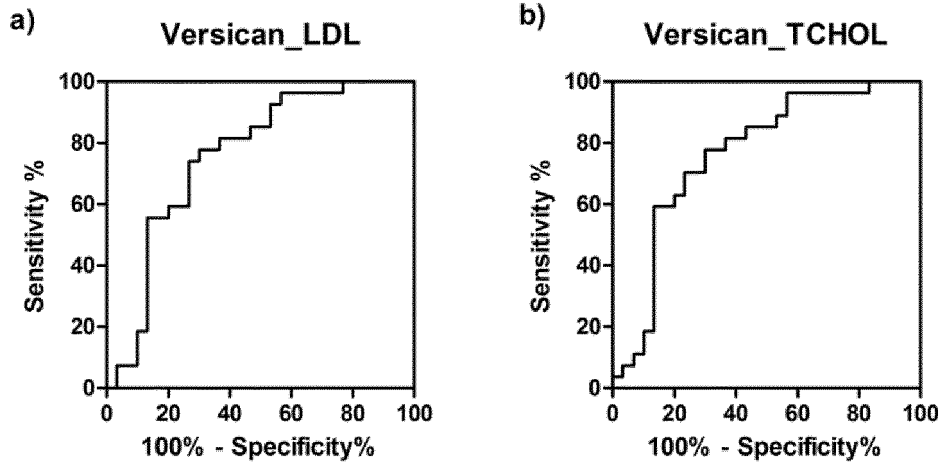 a)
Versican_LDL
100
80
60
40
20
0
Sensitivity %
0 20 40 60 80 100
100% - Specificity%
b)
Versican_TCHOL
100
80
60
40
20
0
Sensitivity %
0 20 40 60 80 100
100% - Specificity%